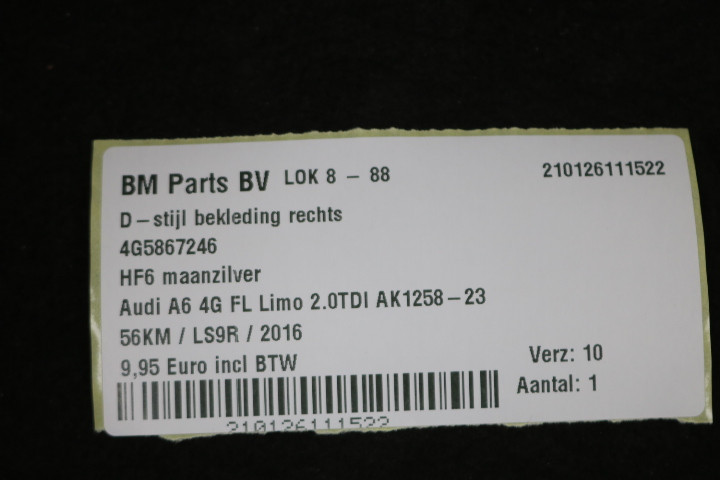 BM Parts BV LOK 8 - 88 210126111522
D-stijl bekleding rechts
4G5867246
HF6 maanzilver
Audi A6 4G FL Limo 2.0TDI AK1258-23
56KM / LS9R / 2016
9,95 Euro incl BTW Verz: 10
Aantal: 1
210126111522